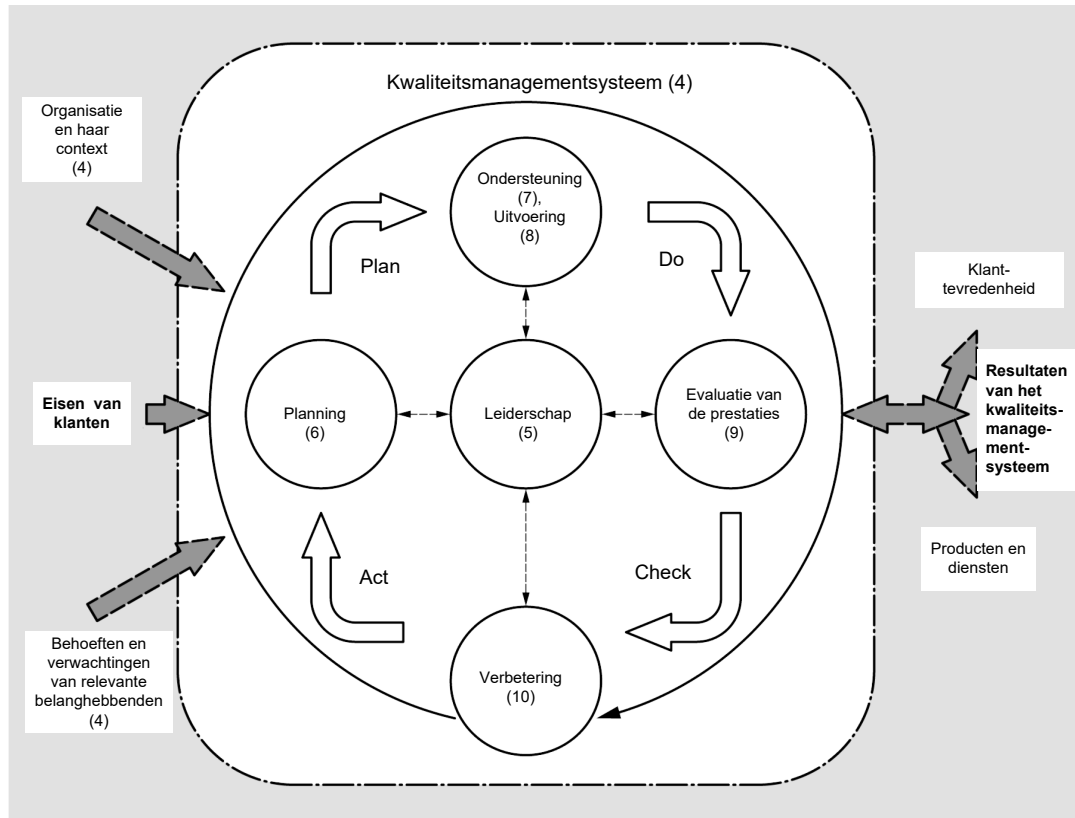 Kwaliteitsmanagementsysteem (4)
Organisatie
en haar
context
(4)
Ondersteuning
(7),
Uitvoering
(8)
Plan
Do
Klant-
tevredenheid
Eisen van
klanten
Planning
(6)
Leiderschap
(5)
Evaluatie van
de prestaties
(9)
Resultaten
van het
kwaliteits-
manage-
ment-
systeem
Act
Check
Producten en
diensten
Behoeften en
verwachtingen
van relevante
belanghebbenden
(4)
Verbetering
(10)